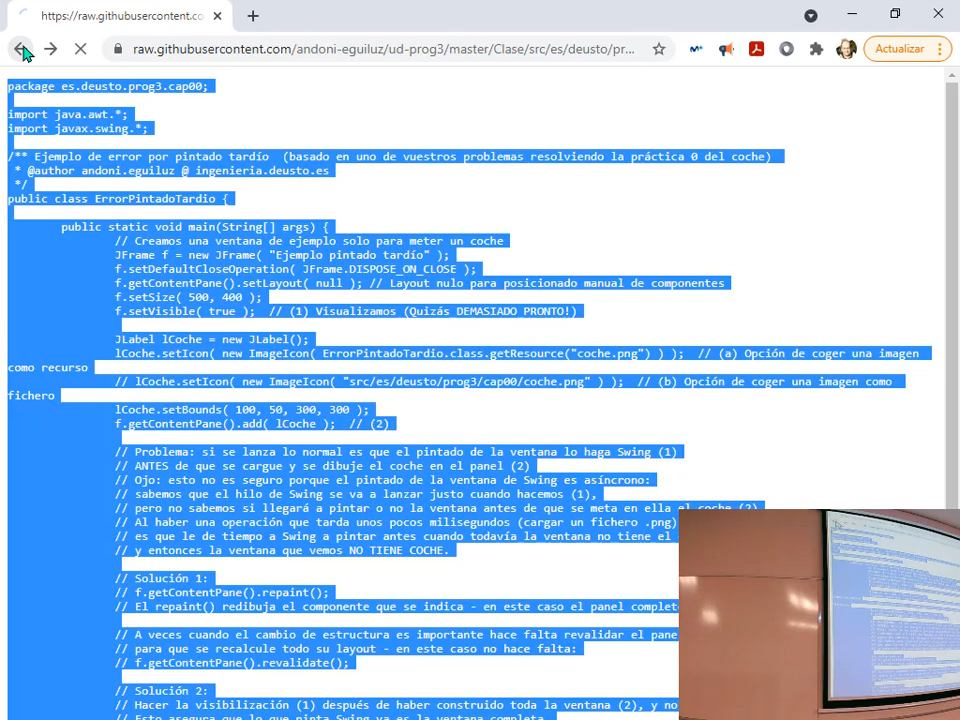 https://raw.githubusercontent.co
raw.githubusercontent.com/andoni-eguiluz/ud-prog3/master/Clase/src/es/deusto/pr...
Actualizar
package es.deusto.prog3.cap00;
import java.awt.*;
import javax.swing.*;
/** Ejemplo de error por pintado tardío  (basado en uno de vuestros problemas resolviendo la práctica 0 del coche)
 * @author andoni.eguiluz @ ingenieria.deusto.es
 */
public class ErrorPintadoTardio {
public static void main(String[] args) {
// Creamos una ventana de ejemplo solo para meter un coche
JFrame f = new JFrame( "Ejemplo pintado tardío" );
f.setDefaultCloseOperation( JFrame.DISPOSE_ON_CLOSE );
f.getContentPane().setLayout( null ); // Layout nulo para posicionado manual de componentes
f.setSize( 500, 400 );
f.setVisible( true );  // (1) Visualizamos (Quizás DEMASIADO PRONTO!)
JLabel lCoche = new JLabel();
lCoche.setIcon( new ImageIcon( ErrorPintadoTardio.class.getResource("coche.png") ) );  // (a) Opción de coger una imagen
como recurso
// lCoche.setIcon( new ImageIcon( "src/es/deusto/prog3/cap00/coche.png" ) );  // (b) Opción de coger una imagen como
fichero
lCoche.setBounds( 100, 50, 300, 300 );
f.getContentPane().add( lCoche );  // (2)
// Problema: si se lanza lo normal es que el pintado de la ventana lo haga Swing (1)
// ANTES de que se cargue y se dibuje el coche en el panel (2)
// Ojo: esto no es seguro porque el pintado de la ventana de Swing es asíncrono:
// sabemos que el hilo de Swing se va a lanzar justo cuando hacemos (1),
// pero no sabemos si llegará a pintar o no la ventana antes de que se meta en ella el coche (2)
// Al haber una operación que tarda unos pocos milisegundos (cargar un fichero .png)
// es que le de tiempo a Swing a pintar antes cuando todavía la ventana no tiene el
// y entonces la ventana que vemos NO TIENE COCHE.
// Solución 1:
// f.getContentPane().repaint();
// El repaint() redibuja el componente que se indica - en este caso el panel complet
// A veces cuando el cambio de estructura es importante hace falta revalidar el pane
// para que se recalcule todo su layout - en este caso no hace falta:
// f.getContentPane().revalidate();
// Solución 2:
// Hacer la visibilización (1) después de haber construido toda la ventana (2), y no
// Esto asegura que lo que pinta Swing ya es la ventana completa